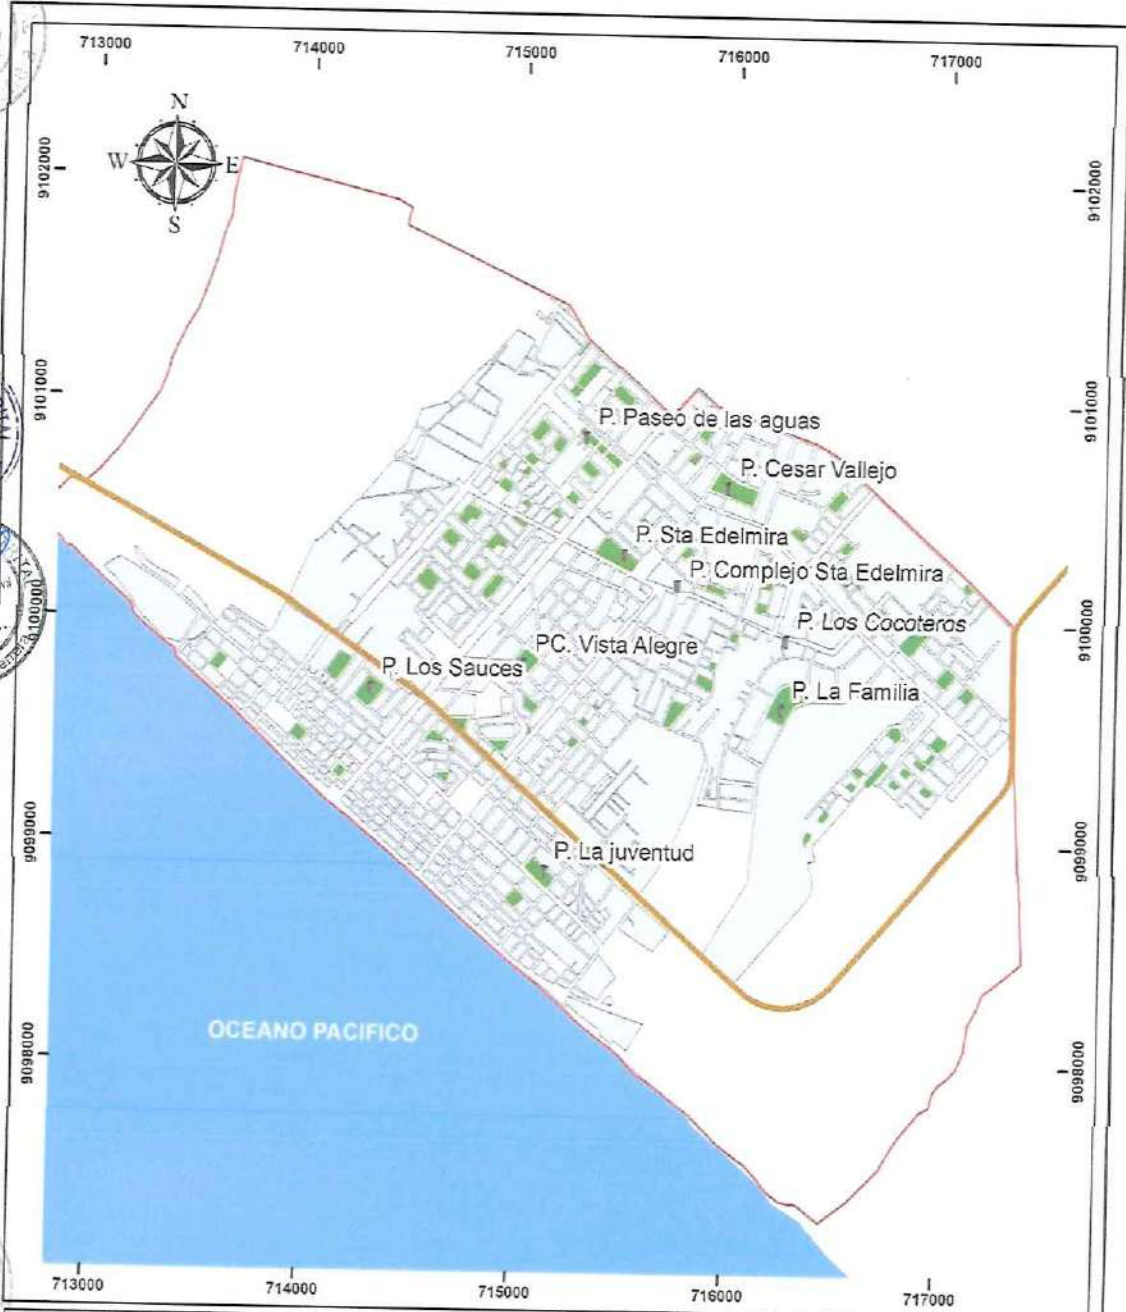 713000
714000
715000
716000
717000
N
W
E
S
9102000
9102000
9101000
9101000
P. Paseo de las aguas
P. Cesar Vallejo
P. Sta Edelmira
P. Complejo Sta Edelmira
9100000
P. Los Cocoteros
PC. Vista Alegre
P. Los Sauces
P. La Familia
9099000
9099000
P. La juventud
OCEANO PACIFICO
9098000
9098000
713000
714000
715000
716000
717000